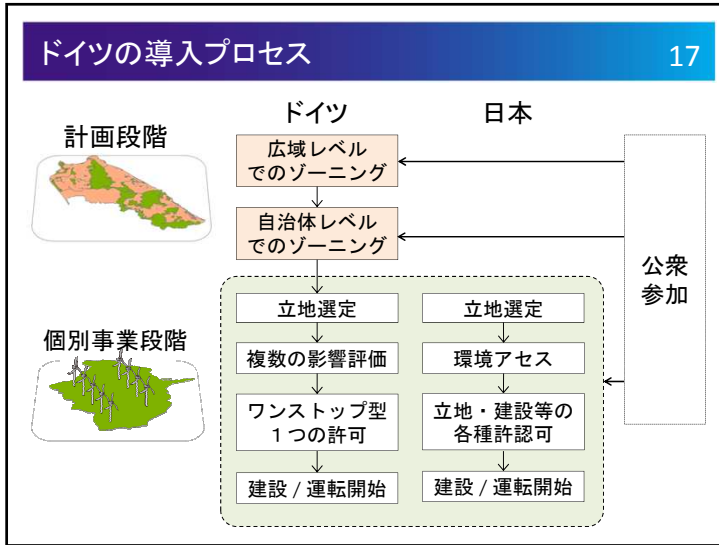 ドイツの導入プロセス
17
ドイツ
日本
計画段階
広域レベル
でのゾーニング
自治体レベル
でのゾーニング
公衆
参加
個別事業段階
立地選定
立地選定
複数の影響評価
環境アセス
ワンストップ型
１つの許可
立地・建設等の
各種許認可
建設 / 運転開始
建設 / 運転開始